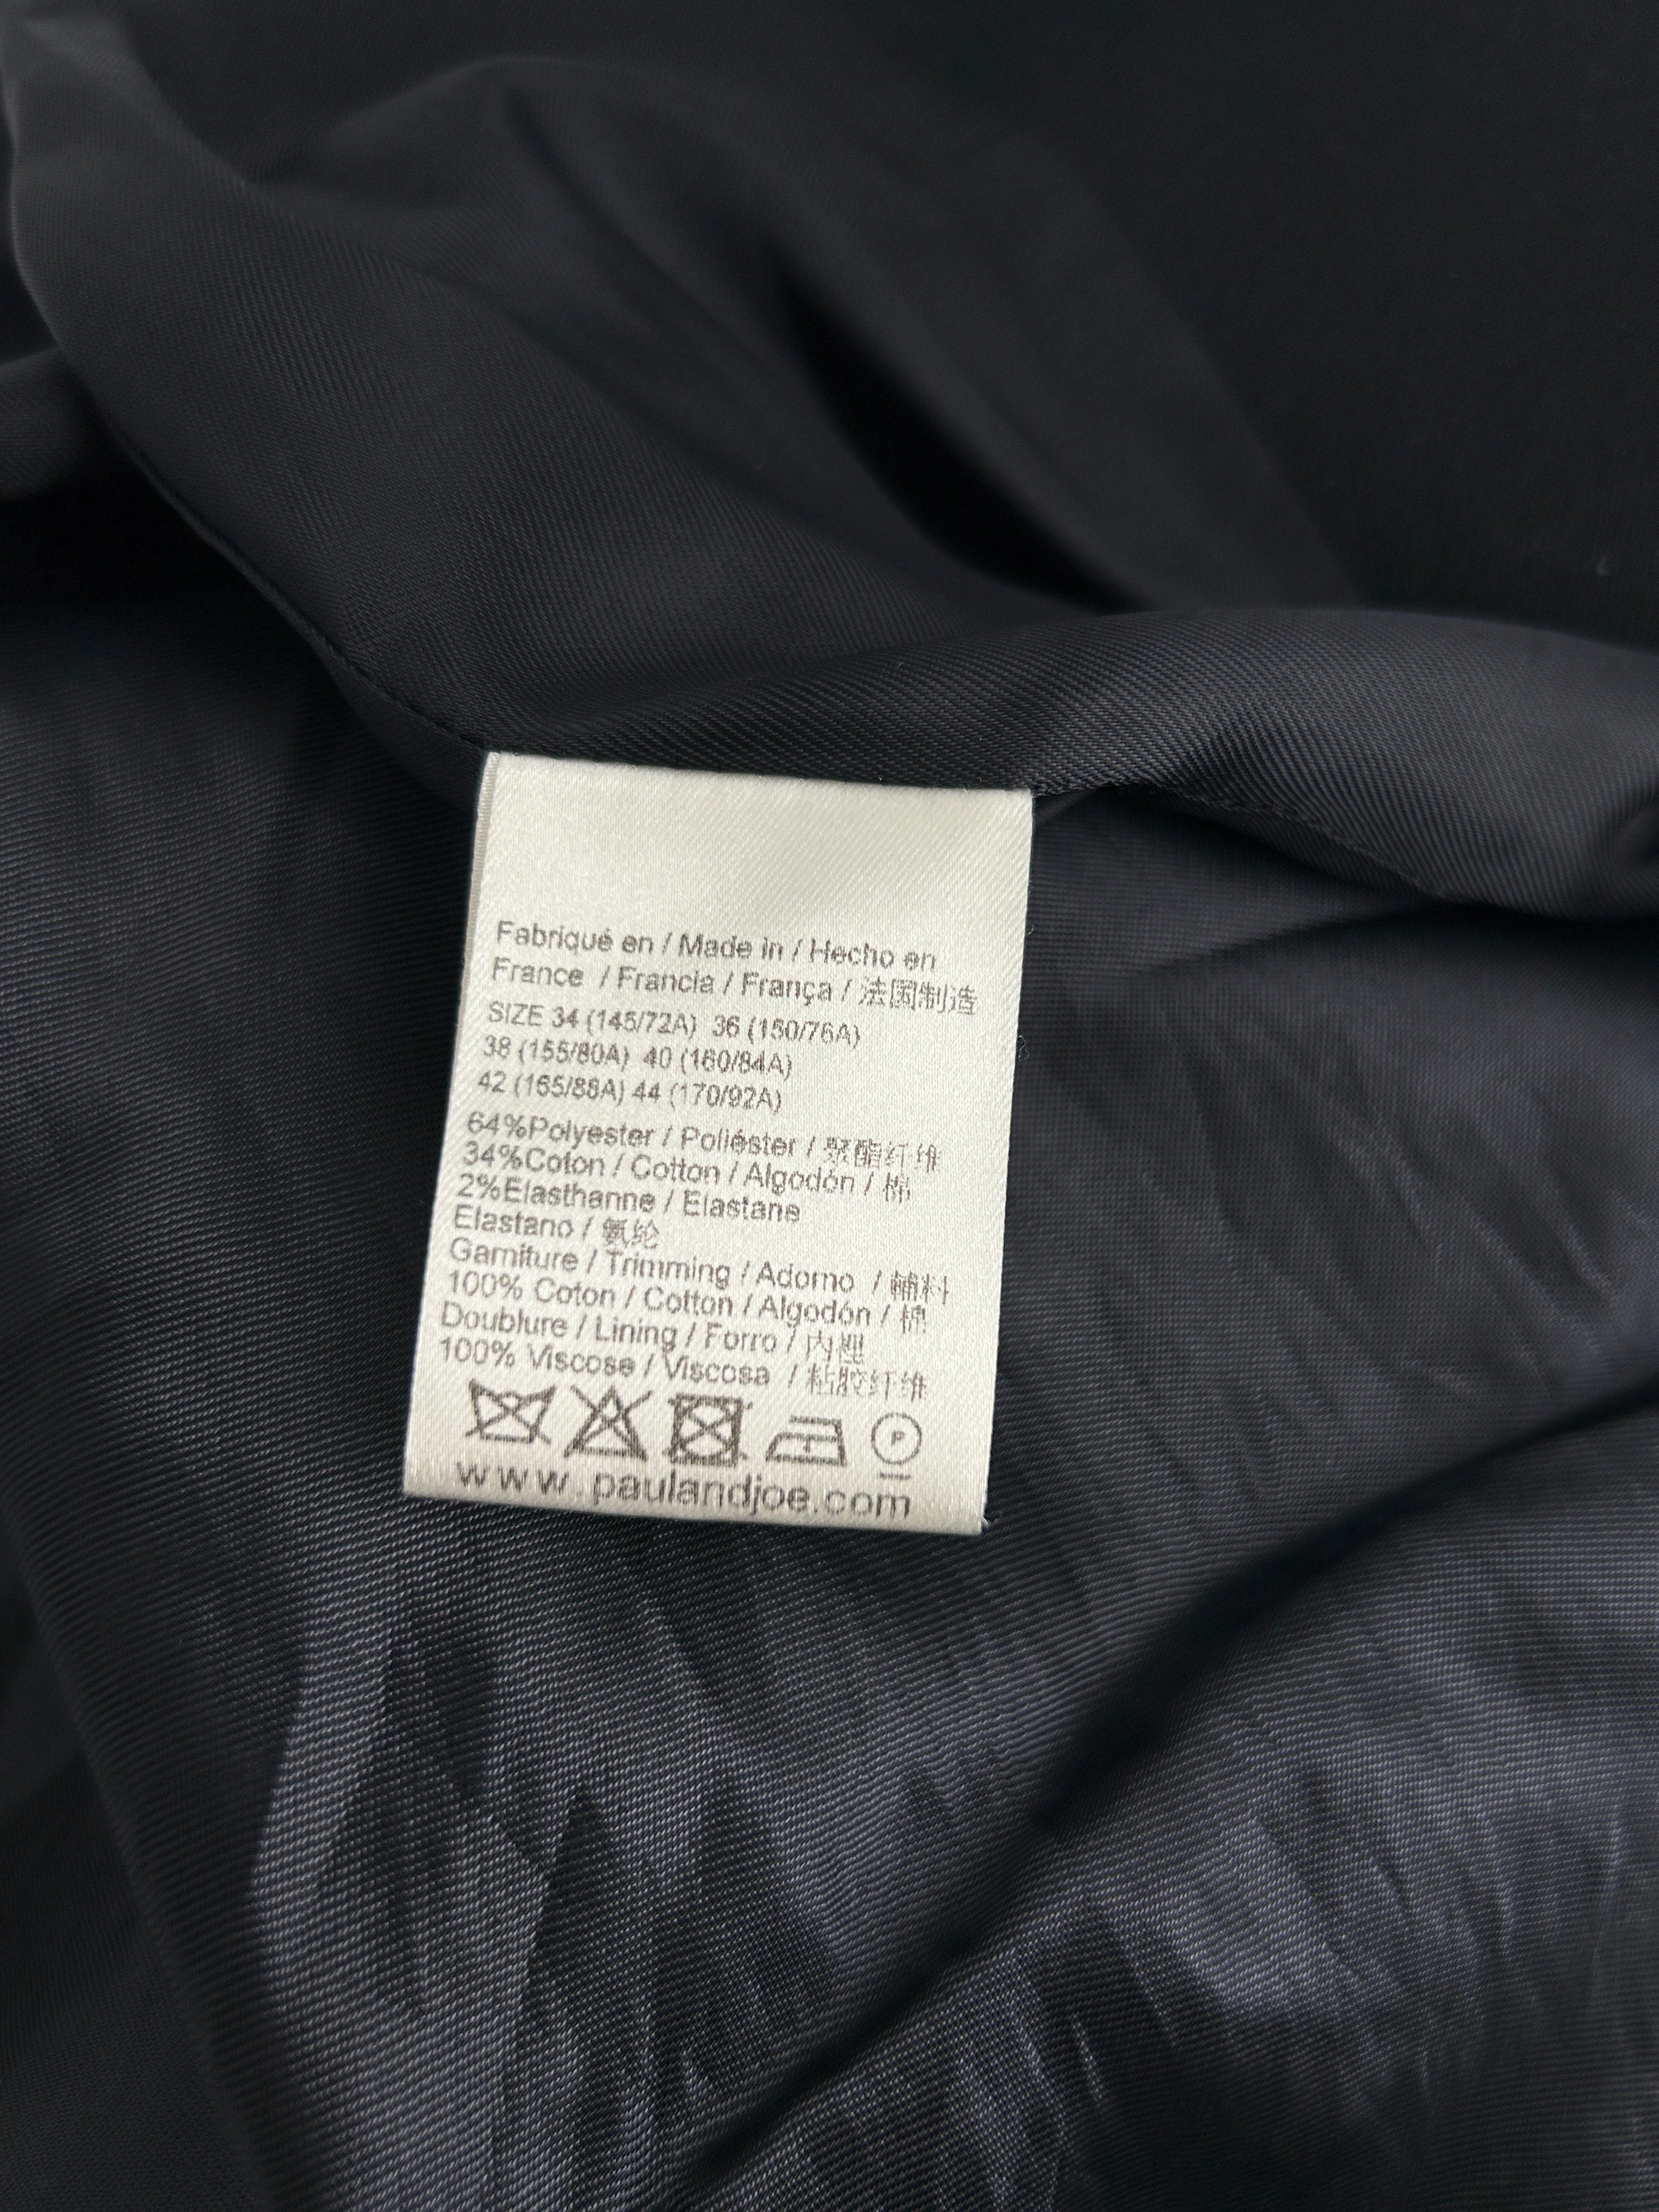 Fabriqué en / Made in / Hecho en
France / Francia / França / 法国制造
SIZE 34 (145/72A) 36 (150/76A)
38 (155/80A) 40 (160/84A)
42 (165/88A) 44 (170/92A)
64%Polyester / Poliéster / 聚酯纤维
34%Coton / Cotton / Algodón / 棉
2%Elasthanne / Elastane
Elastano / 氨纶
Garniture / Trimming / Adorno / 輔料
100% Coton / Cotton / Algodón / 棉
Doublure / Lining / Forro / 内裡
100% Viscose / Viscosa / 粘胶纤维
P
www.paulandjoe.com